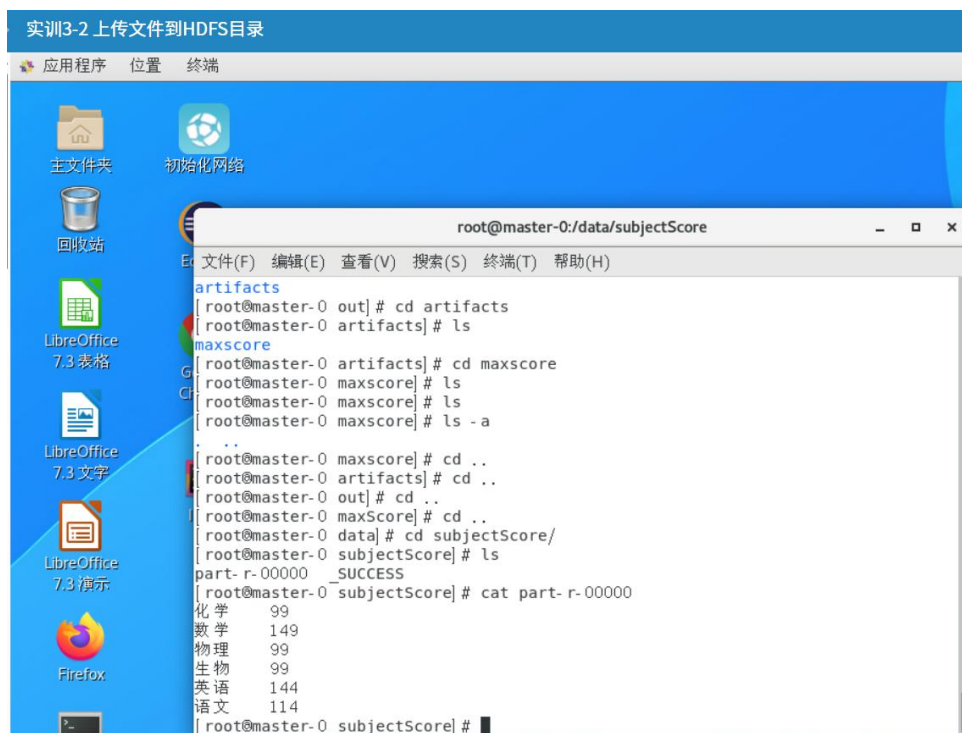 实训3-2 上传文件到HDFS目录
应用程序 位置 终端
主文件夹
初始化网络
回收站
LibreOffice
7.3 表格
LibreOffice
7.3 文字
LibreOffice
7.3 演示
Firefox
root@master-0:/data/subjectScore
文件(F) 编辑(E) 查看(V) 搜索(S) 终端(T) 帮助(H)
artifacts
[root@master-0 out]# cd artifacts
[root@master-0 artifacts]# ls
maxscore
[root@master-0 artifacts]# cd maxscore
[root@master-0 maxscore]# ls
[root@master-0 maxscore]# ls
[root@master-0 maxscore]# ls -a
. ..
[root@master-0 maxscore]# cd ..
[root@master-0 artifacts]# cd ..
[root@master-0 out]# cd ..
[root@master-0 maxScore]# cd ..
[root@master-0 data]# cd subjectScore/
[root@master-0 subjectScore]# ls
part-r-00000 _SUCCESS
[root@master-0 subjectScore]# cat part-r-00000
化学 99
数学 149
物理 99
生物 99
英语 144
语文 114
[root@master-0 subjectScore]#